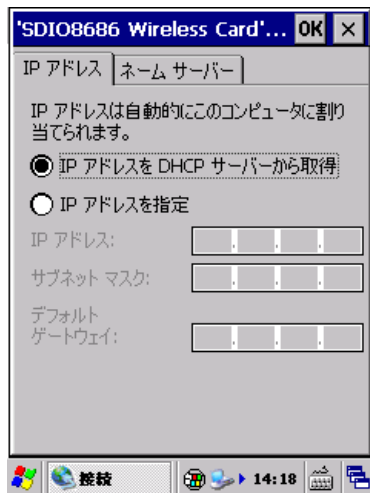 'SDIO8686 Wireless Card'... OK ×
IP アドレス ネーム サーバー
IP アドレスは自動的にこのコンピュータに割り
当てられます。
IP アドレスを DHCP サーバーから取得
IP アドレスを指定
IP アドレス:
サブネット マスク:
デフォルト
ゲートウェイ:
接続 14:18